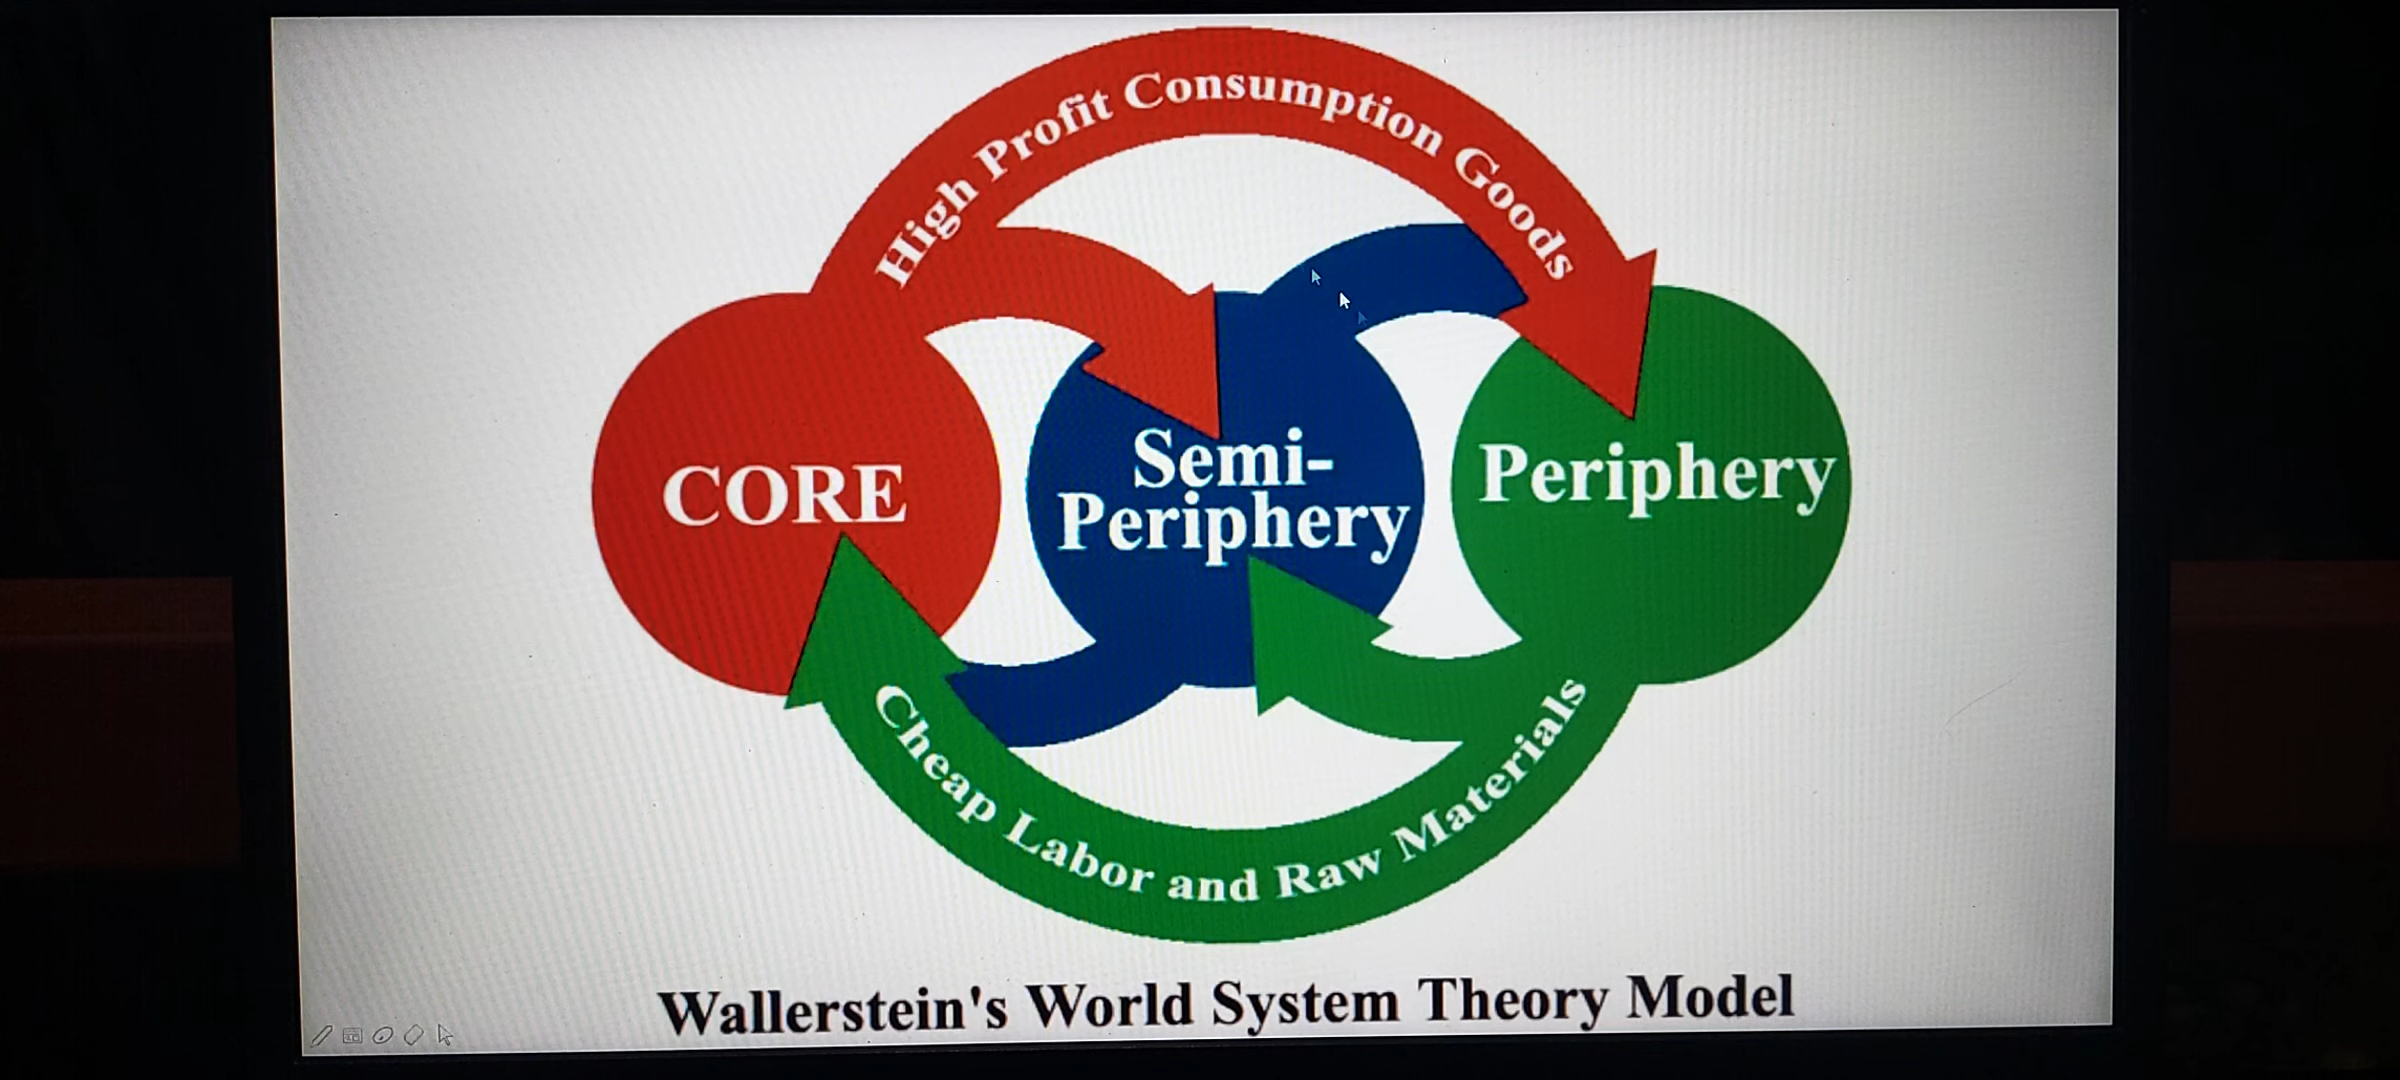 High Profit Consumption Goods
CORE
Semi-
Periphery
Periphery
Cheap Labor and Raw Materials
Wallerstein's World System Theory Model